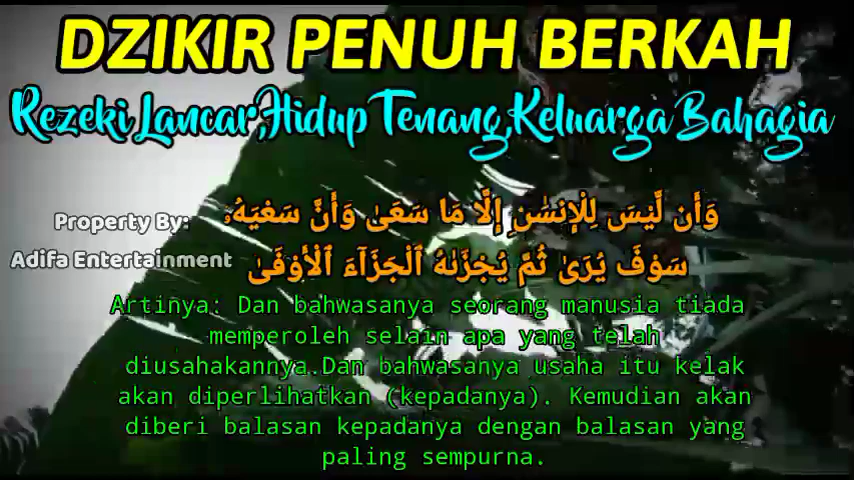 DZIKIR PENUH BERKAH
Rezeki Lancar,Hidup Tenang,Keluarga Bahagia
وَأَن لَّيْسَ لِلْإِنسَٰنِ إِلَّا مَا سَعَىٰ وَأَنَّ سَعْيَهُۥ
سَوْفَ يُرَىٰ ثُمَّ يُجْزَىٰهُ ٱلْجَزَآءَ ٱلْأَوْفَىٰ
Property By:
Adifa Entertainment
Artinya: Dan bahwasanya seorang manusia tiada
memperoleh selain apa yang telah
diusahakannya.Dan bahwasanya usaha itu kelak
akan diperlihatkan (kepadanya). Kemudian akan
diberi balasan kepadanya dengan balasan yang
paling sempurna.